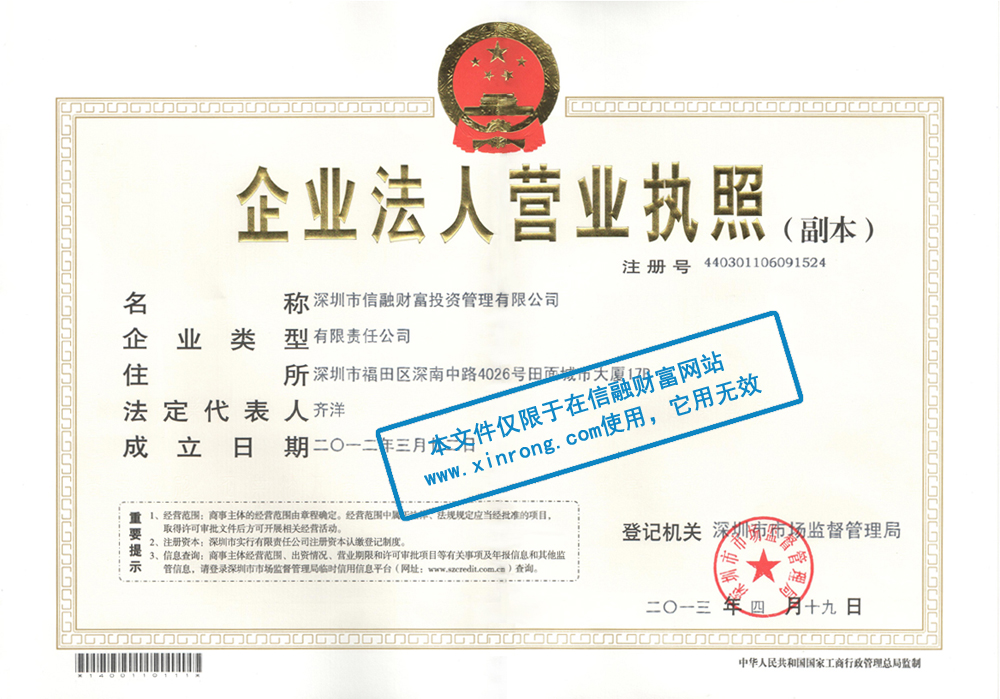 企业法人营业执照（副本）
注册号 440301106091524
名称 深圳市信融财富投资管理有限公司
企业类型 有限责任公司
住所 深圳市福田区深南中路4026号田面城市大厦17B
法定代表人 齐洋
成立日期 二〇一二年三月
本文件仅限于在信融财富网站
www.xinrong.com使用，它用无效
重要提示
1、经营范围：商事主体的经营范围由章程确定。经营范围中属于法律、法规规定应当经批准的项目，
取得许可审批文件后方可开展相关经营活动。
2、注册资本：深圳市实行有限责任公司注册资本认缴登记制度。
3、信息查询：商事主体经营范围、出资情况、营业期限和许可审批项目等有关事项及年报信息和其他监
管信息，请登录深圳市市场监督管理局临时信用信息平台（网址：www.szcredit.com.cn）查询。
登记机关 深圳市市场监督管理局
深圳市市场监督管理局
二〇一三年四月十九日
中华人民共和国国家工商行政管理总局监制